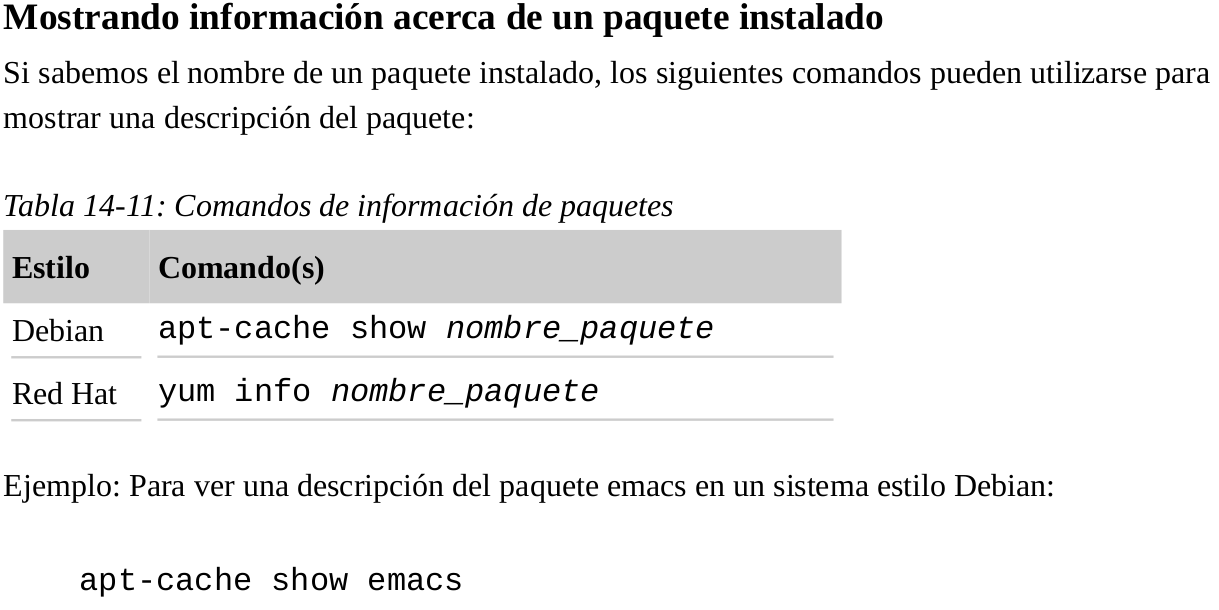 Mostrando información acerca de un paquete instalado
Si sabemos el nombre de un paquete instalado, los siguientes comandos pueden utilizarse para
mostrar una descripción del paquete:
Tabla 14-11: Comandos de información de paquetes
Estilo Comando(s)
Debian apt-cache show nombre_paquete
Red Hat yum info nombre_paquete
Ejemplo: Para ver una descripción del paquete emacs en un sistema estilo Debian:
apt-cache show emacs